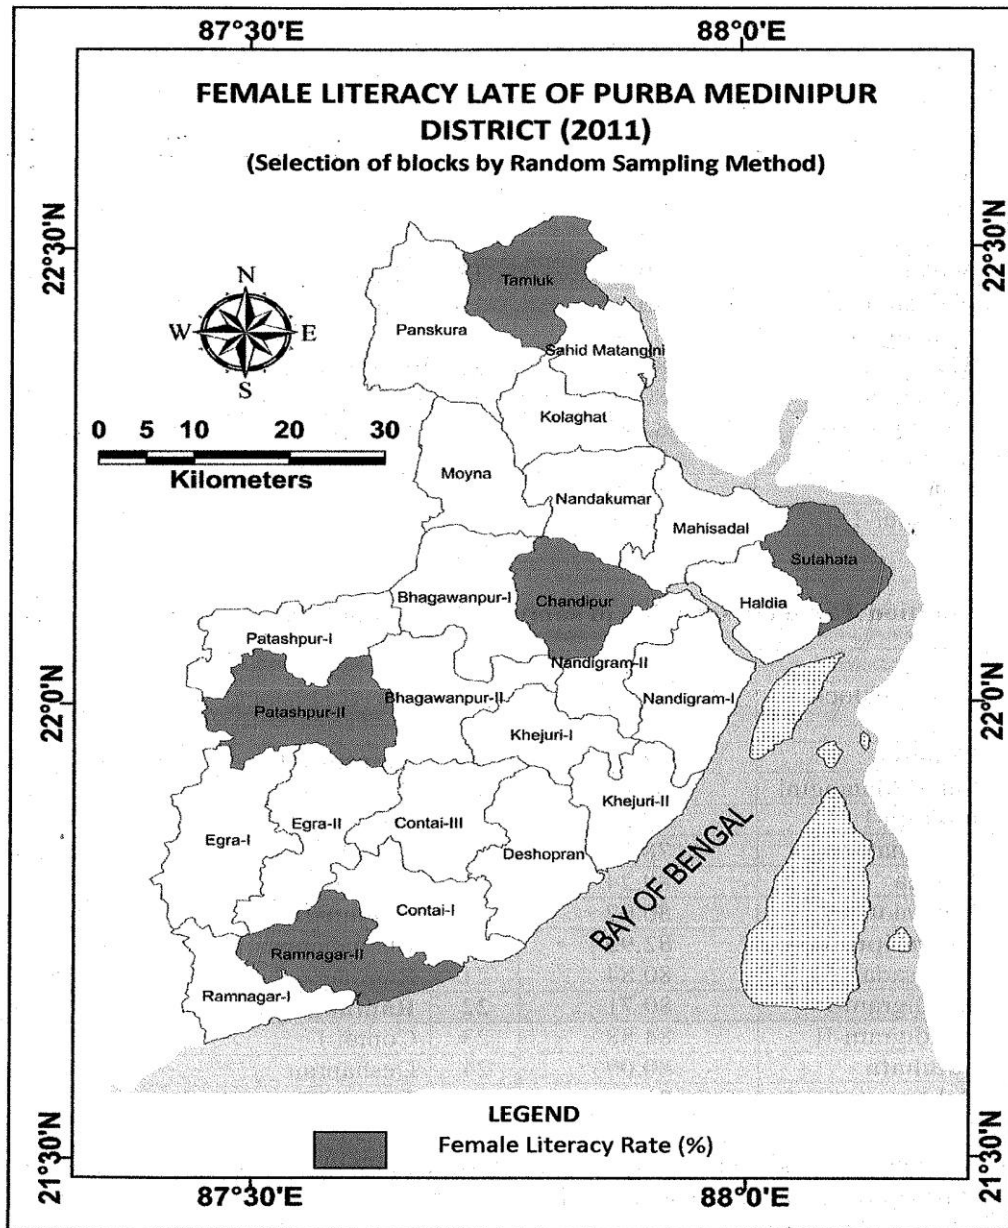 87°30'E 88°0'E
FEMALE LITERACY LATE OF PURBA MEDINIPUR
DISTRICT (2011)
(Selection of blocks by Random Sampling Method)
22°30'N 22°30'N
N
W E
S
Tamluk
Panskura
Sahid Matangini
Kolaghat
0 5 10 20 30
Kilometers
Moyna
Nandakumar
Mahisadal
Sutahata
Haldia
Bhagawanpur-I
Chandipur
Patashpur-I
Nandigram-II
Bhagawanpur-II
Nandigram-I
22°0'N 22°0'N
Patashpur-II
Khejuri-I
Khejuri-II
Egra-I
Egra-II
Contai-III
Deshopran
BAY OF BENGAL
Contai-I
Ramnagar-II
Ramnagar-I
LEGEND
Female Literacy Rate (%)
21°30'N 21°30'N
87°30'E 88°0'E